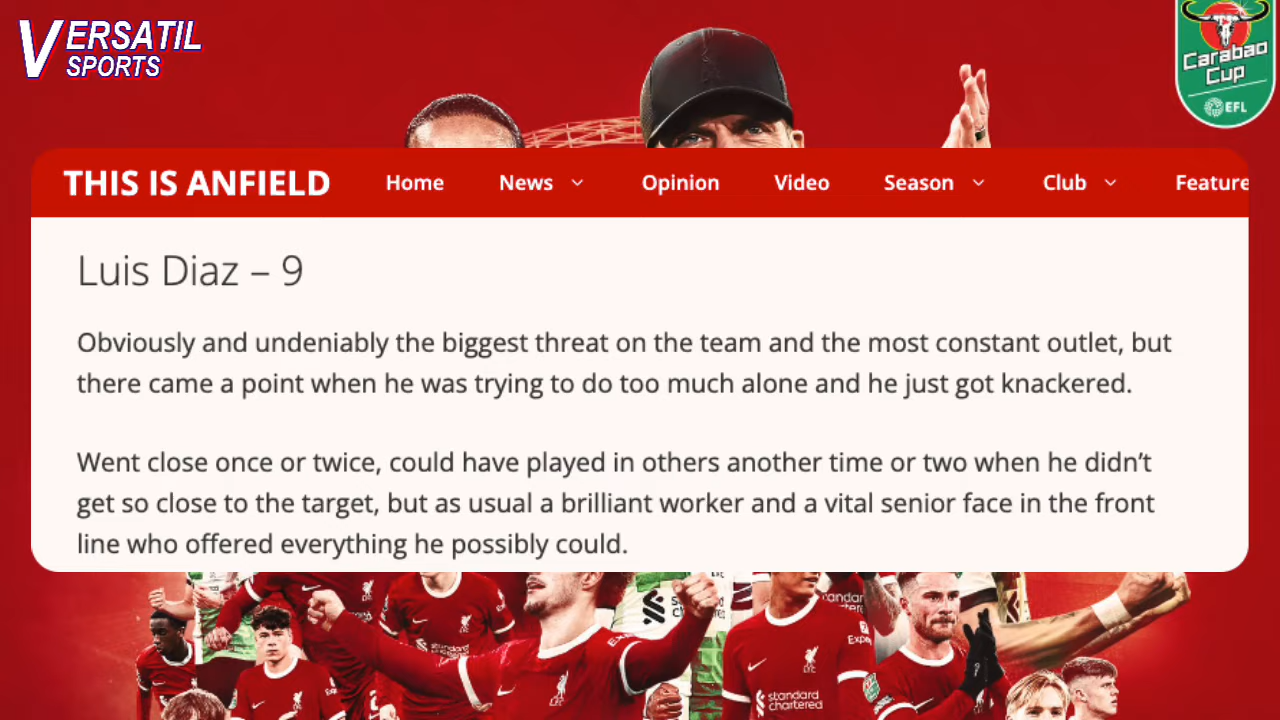 VERSATIL
SPORTS
Carabao
Cup
EFL
THIS IS ANFIELD Home News Opinion Video Season Club Feature
Luis Diaz – 9
Obviously and undeniably the biggest threat on the team and the most constant outlet, but
there came a point when he was trying to do too much alone and he just got knackered.
Went close once or twice, could have played in others another time or two when he didn’t
get so close to the target, but as usual a brilliant worker and a vital senior face in the front
line who offered everything he possibly could.
standard
chartered